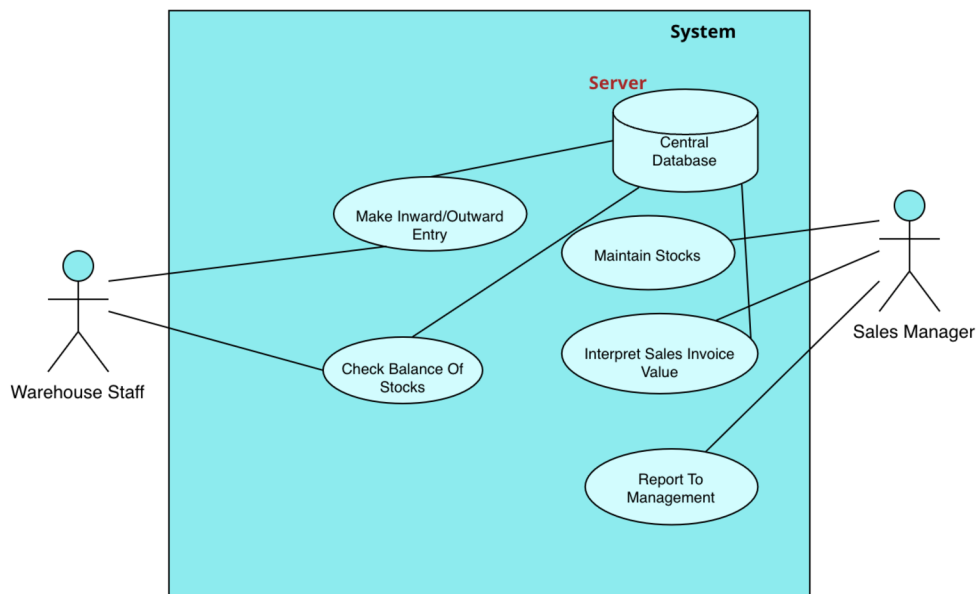 System
Server
Central
Database
Make Inward/Outward
Entry
Maintain Stocks
Interpret Sales Invoice
Value
Sales Manager
Check Balance Of
Stocks
Warehouse Staff
Report To
Management